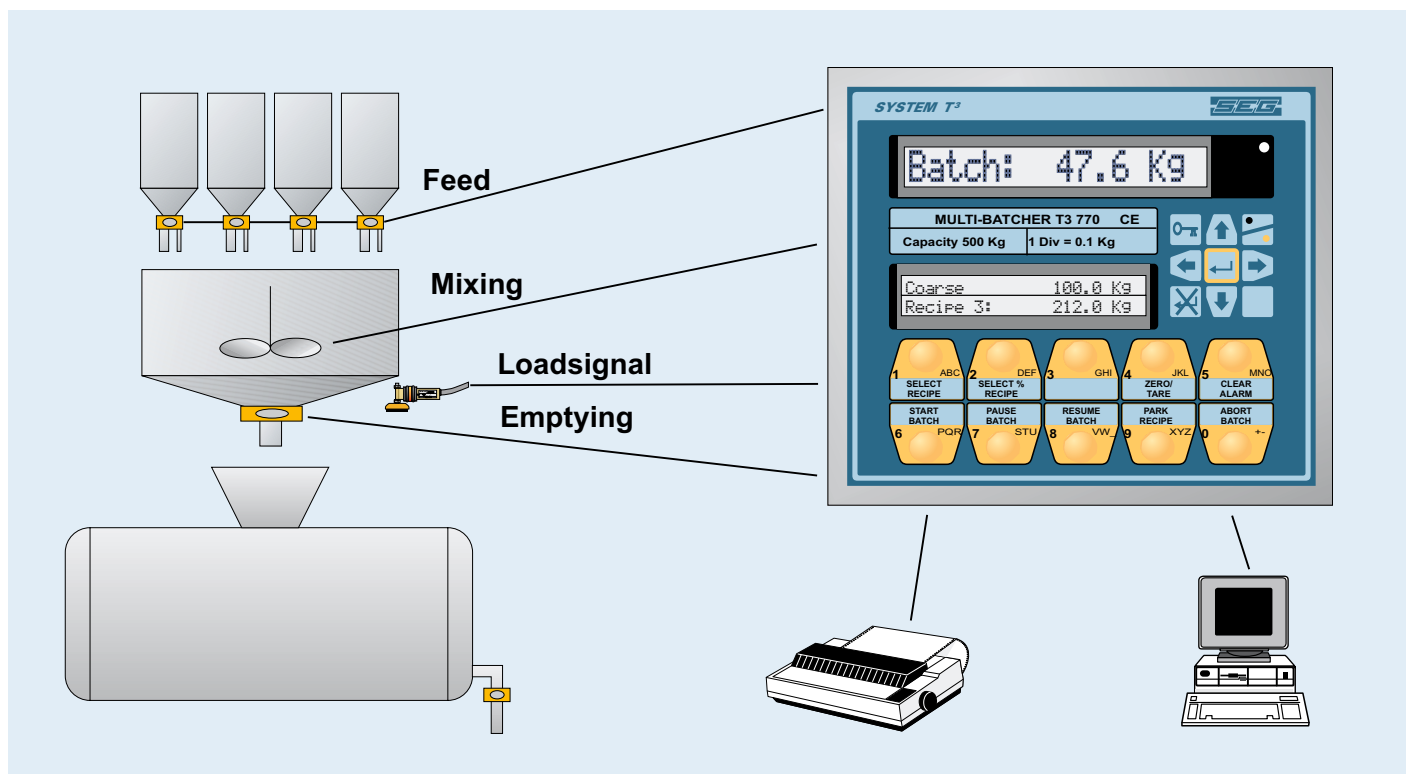 SYSTEM T³
SEG
Batch: 47.6 Kg
MULTI-BATCHER T3 770 CE
Capacity 500 Kg
1 Div = 0.1 Kg
Coarse 100.0 Kg
Recipe 3: 212.0 Kg
Feed
Mixing
Loadsignal
Emptying
1 ABC
SELECT
RECIPE
2 DEF
SELECT %
RECIPE
3 GHI
4 JKL
ZERO/
TARE
5 MNO
CLEAR
ALARM
START
BATCH
6 PQR
PAUSE
BATCH
7 STU
RESUME
BATCH
8 VW_
PARK
RECIPE
9 XYZ
ABORT
BATCH
0 +-